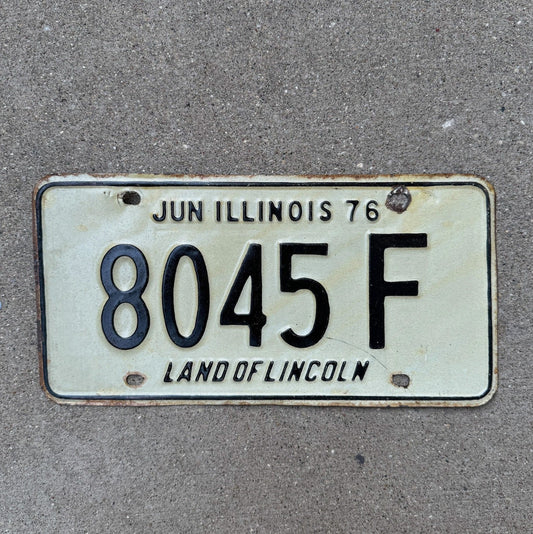 JUN ILLINOIS 76
8045 F
LAND OF LINCOLN